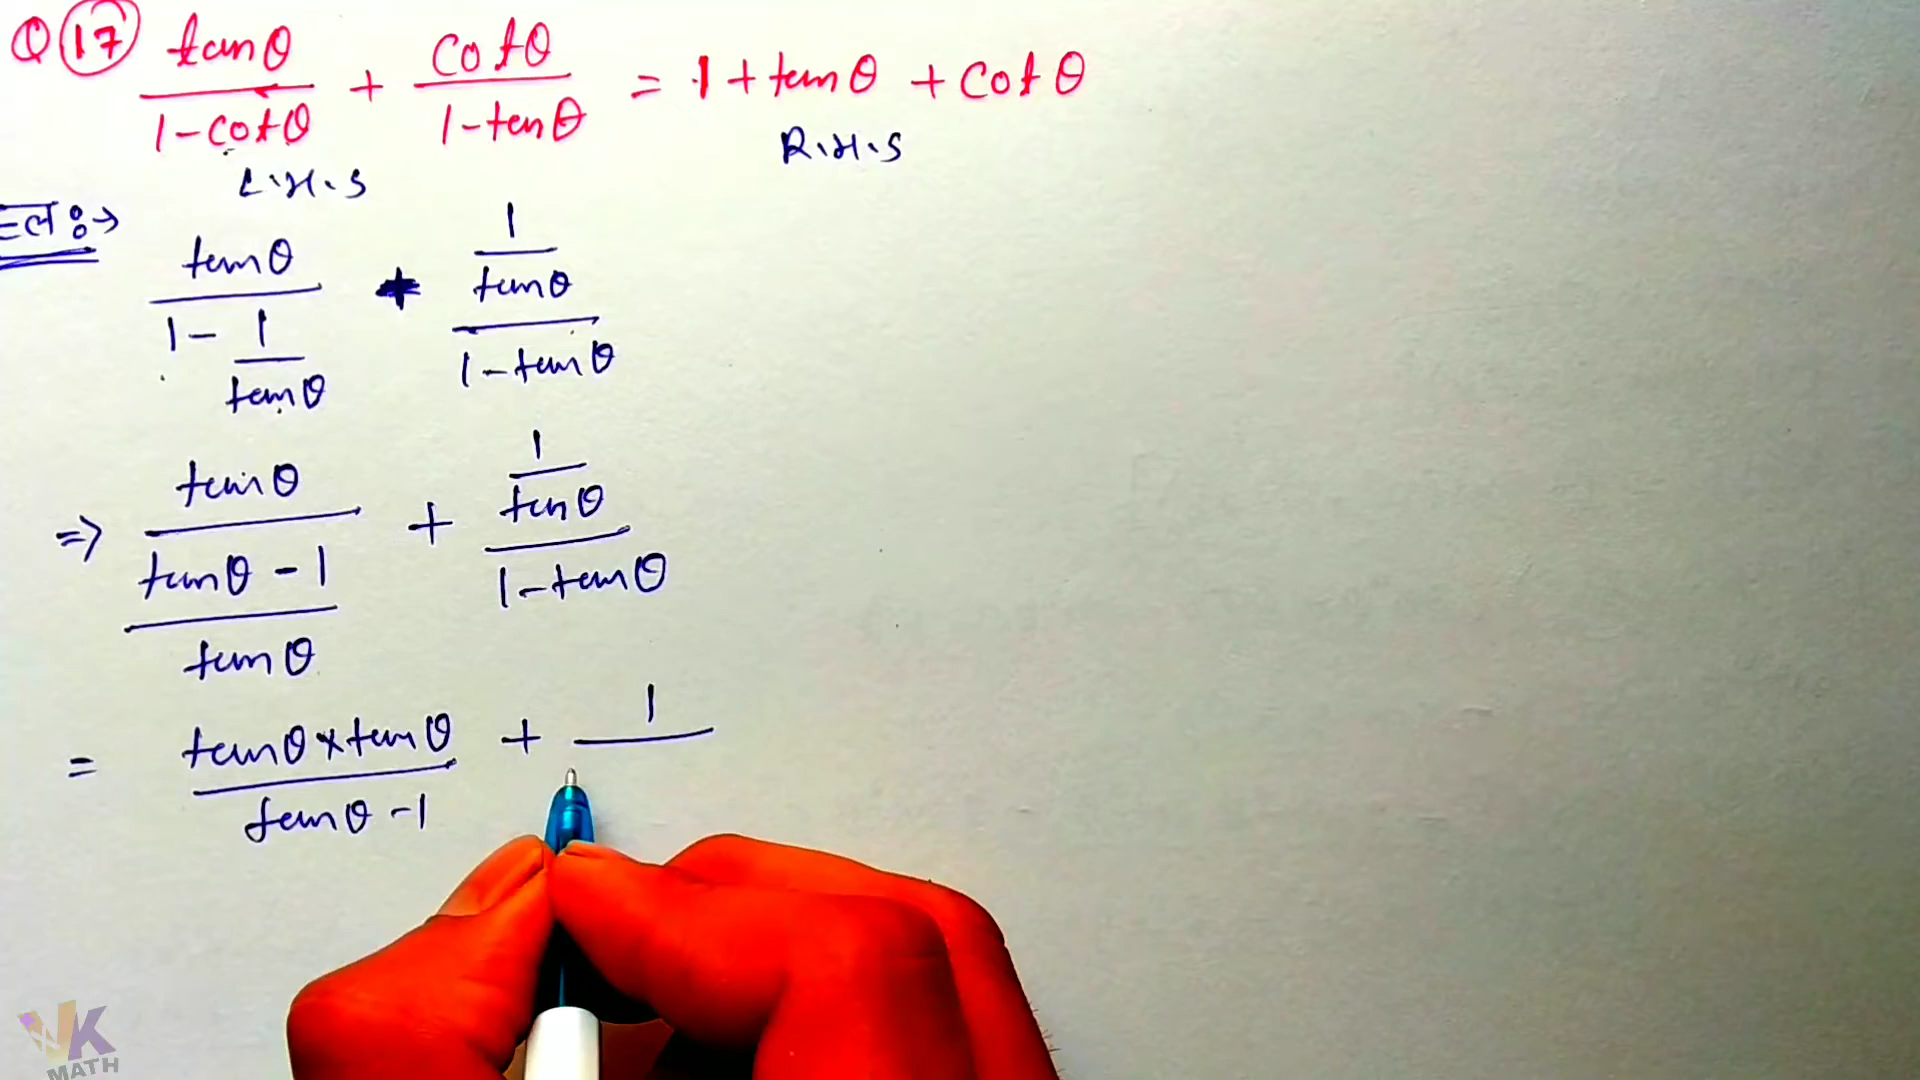 Q 17 tanθ/(1-cotθ) + cotθ/(1-tanθ) = 1 + tanθ + cotθ
L.H.S R.H.S
हल :→ tanθ/(1 - 1/tanθ) + (1/tanθ)/(1-tanθ)
=> tanθ/((tanθ - 1)/tanθ) + (1/tanθ)/(1-tanθ)
= (tanθ×tanθ)/(tanθ-1) + 1/
VK
MATH